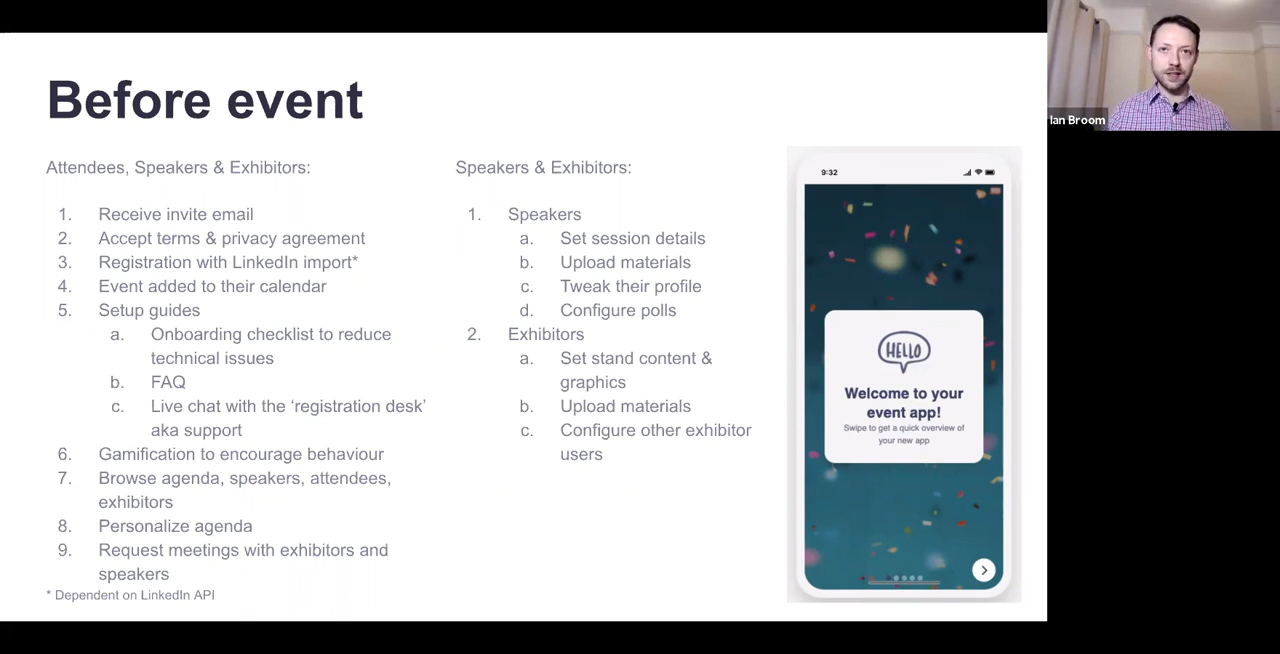 Before event
Attendees, Speakers & Exhibitors:
1. Receive invite email
2. Accept terms & privacy agreement
3. Registration with LinkedIn import*
4. Event added to their calendar
5. Setup guides
a. Onboarding checklist to reduce
technical issues
b. FAQ
c. Live chat with the ‘registration desk’
aka support
6. Gamification to encourage behaviour
7. Browse agenda, speakers, attendees,
exhibitors
8. Personalize agenda
9. Request meetings with exhibitors and
speakers
* Dependent on LinkedIn API
Speakers & Exhibitors:
1. Speakers
a. Set session details
b. Upload materials
c. Tweak their profile
d. Configure polls
2. Exhibitors
a. Set stand content &
graphics
b. Upload materials
c. Configure other exhibitor
users
9:32
HELLO
Welcome to your
event app!
Swipe to get a quick overview of
your new app
Ian Broom